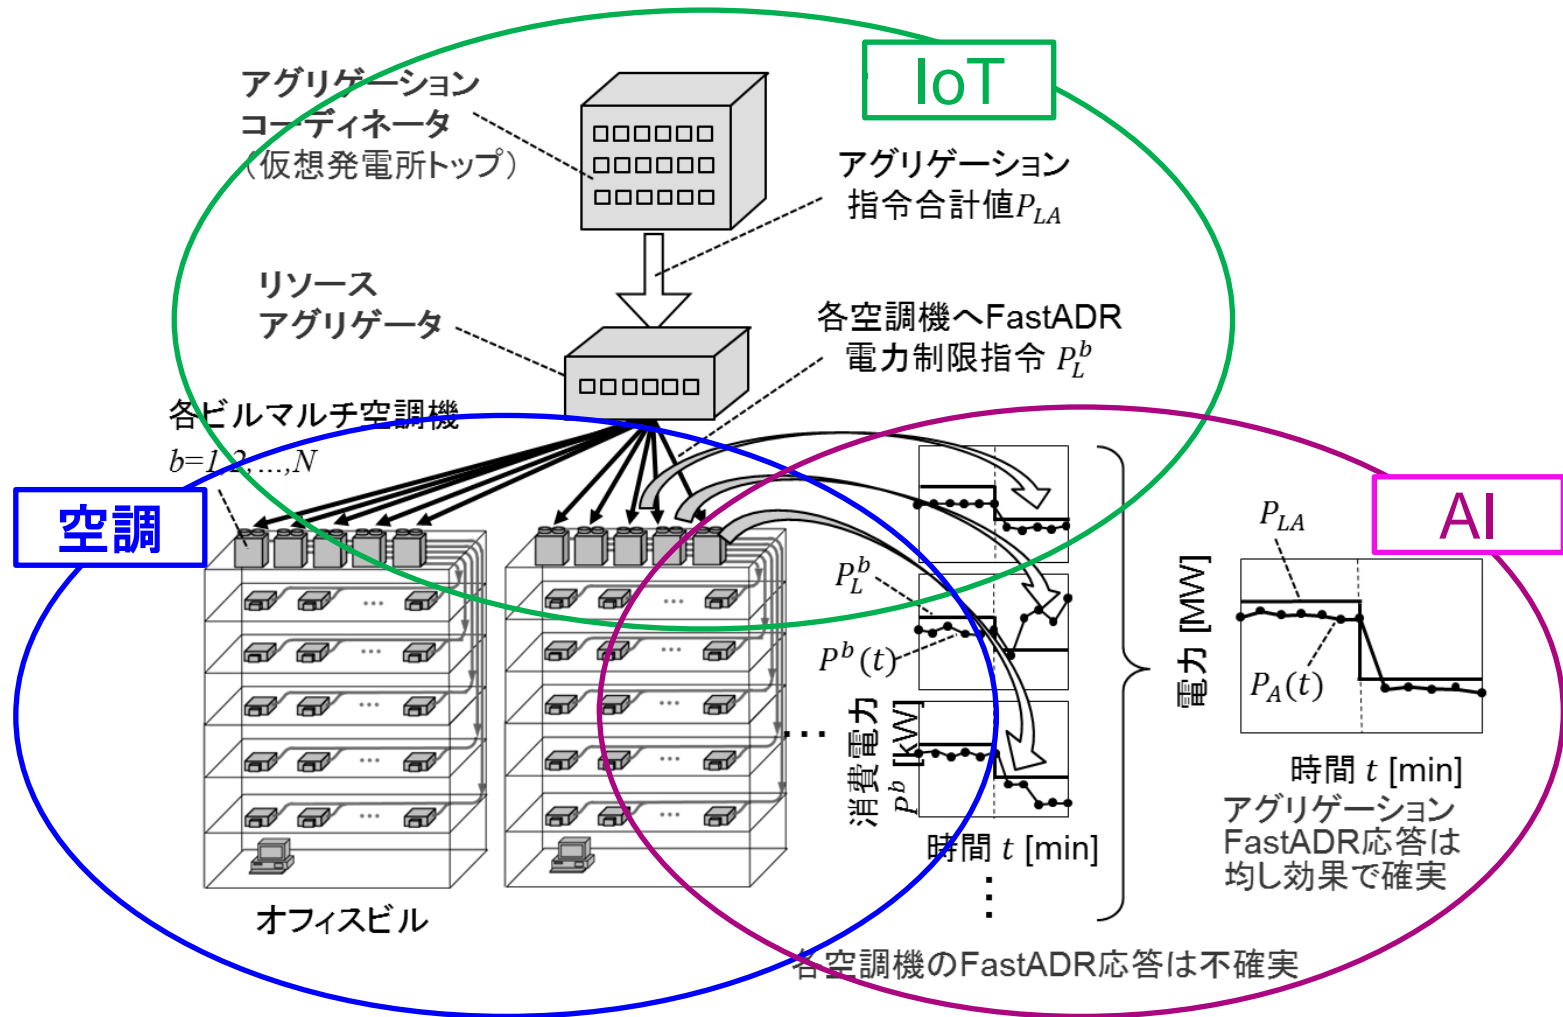 IoT
アグリゲーション
コーディネータ
（仮想発電所トップ）
アグリゲーション
指令合計値P_{LA}
リソース
アグリゲータ
各空調機へFastADR
電力制限指令 P_L^b
各ビルマルチ空調機
b=1,2,…,N
空調
AI
P_L^b
P^b(t)
消費電力
P^b [kW]
時間 t [min]
⋮
…
電力 [MW]
P_{LA}
P_A(t)
時間 t [min]
アグリゲーション
FastADR応答は
均し効果で確実
オフィスビル
各空調機のFastADR応答は不確実